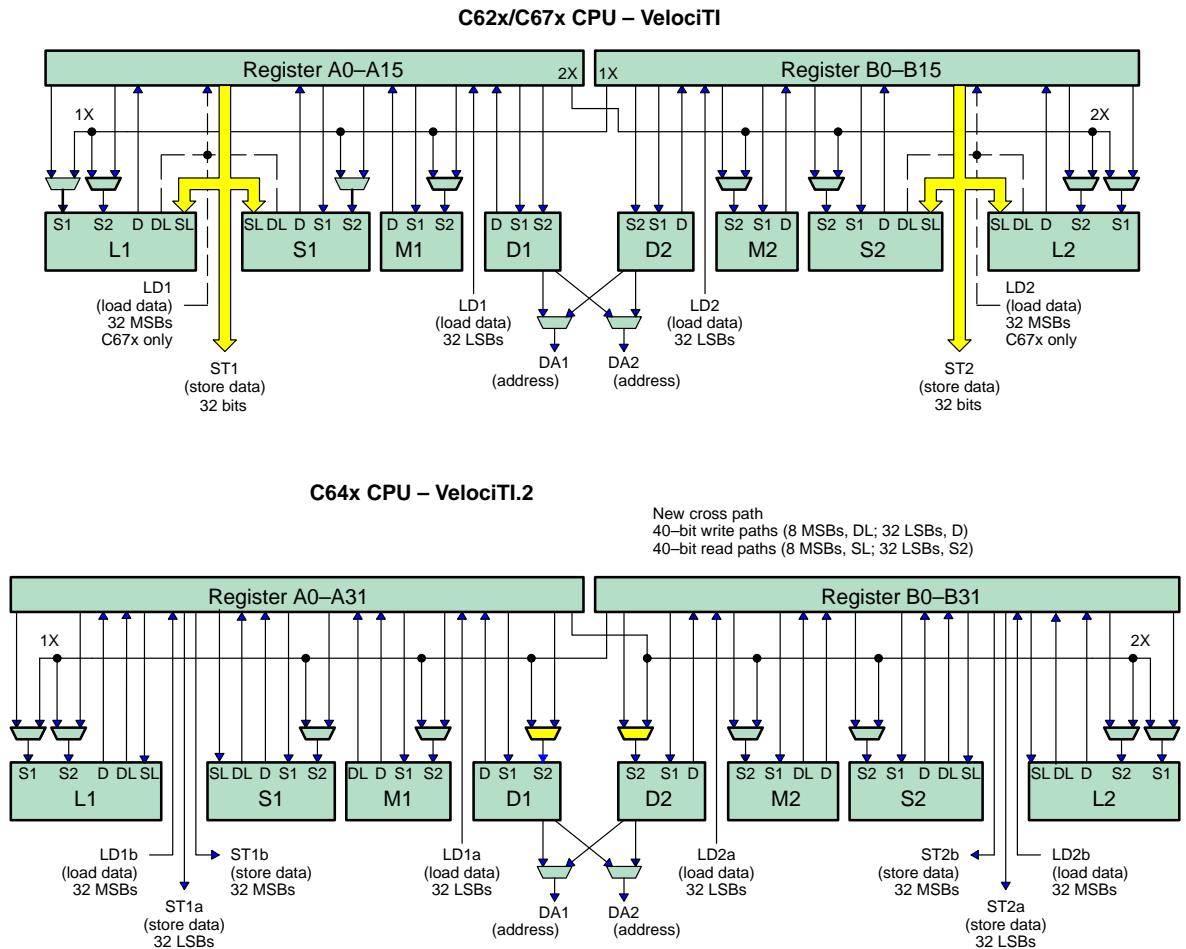 C62x/C67x CPU – VelociTI
Register A0–A15
2X
1X
Register B0–B15
1X
2X
S1 S2 D DL SL
L1
SL DL D S1 S2
S1
D S1 S2
M1
D S1 S2
D1
S2 S1 D
D2
S2 S1 D
M2
S2 S1 D DL SL
S2
SL DL D S2 S1
L2
LD1
(load data)
32 MSBs
C67x only
ST1
(store data)
32 bits
LD1
(load data)
32 LSBs
DA1
(address)
DA2
(address)
LD2
(load data)
32 LSBs
ST2
(store data)
32 bits
LD2
(load data)
32 MSBs
C67x only
C64x CPU – VelociTI.2
New cross path
40–bit write paths (8 MSBs, DL; 32 LSBs, D)
40–bit read paths (8 MSBs, SL; 32 LSBs, S2)
Register A0–A31
Register B0–B31
1X
2X
S1 S2 D DL SL
L1
SL DL D S1 S2
S1
DL D S1 S2
M1
D S1 S2
D1
S2 S1 D
D2
S2 S1 DL D
M2
S2 S1 D DL SL
S2
SL DL D S2 S1
L2
LD1b
(load data)
32 MSBs
ST1a
(store data)
32 LSBs
ST1b
(store data)
32 MSBs
LD1a
(load data)
32 LSBs
DA1
(address)
DA2
(address)
LD2a
(load data)
32 LSBs
ST2b
(store data)
32 MSBs
ST2a
(store data)
32 LSBs
LD2b
(load data)
32 MSBs